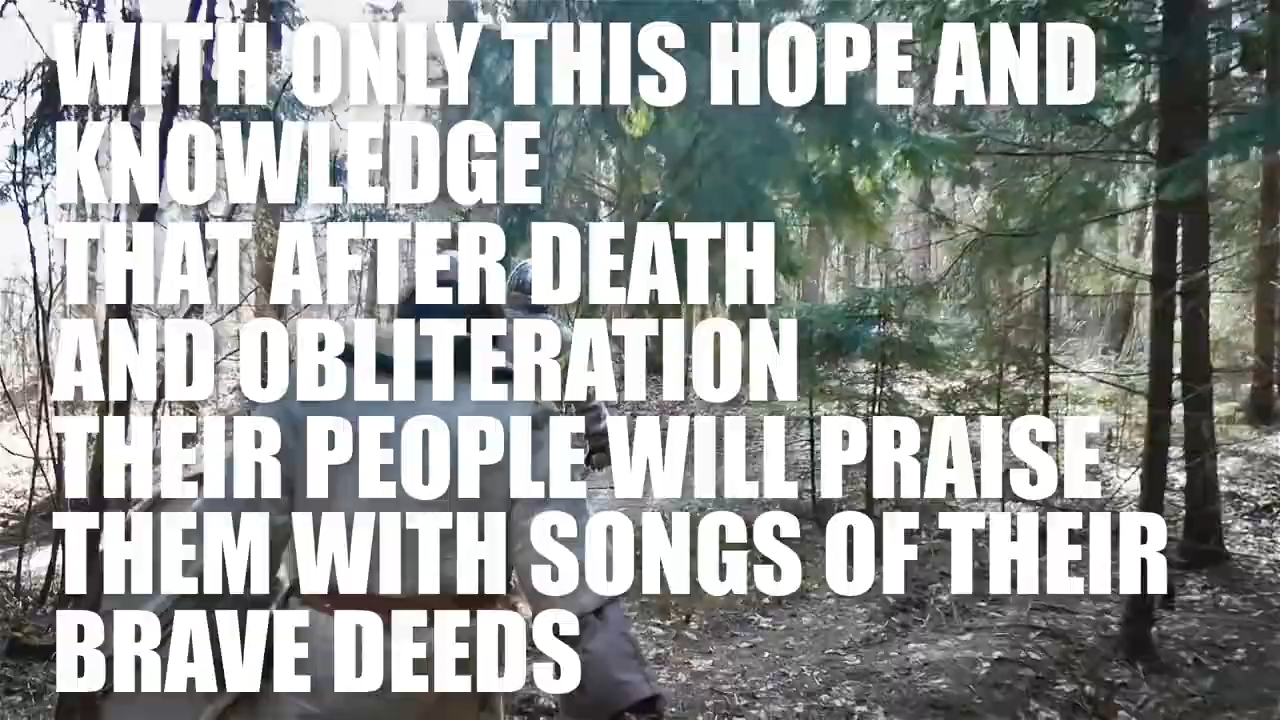 WITH ONLY THIS HOPE AND
KNOWLEDGE
THAT AFTER DEATH
AND OBLITERATION
THEIR PEOPLE WILL PRAISE
THEM WITH SONGS OF THEIR
BRAVE DEEDS